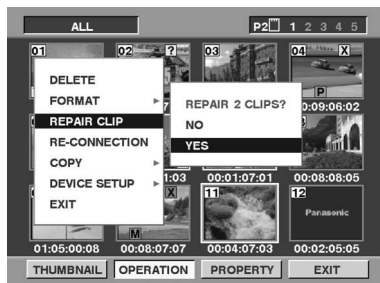 ALL
P2 1 2 3 4 5
01
02 ?
03
04 X
P
0:09:06:02
DELETE
FORMAT
REPAIR CLIP
RE-CONNECTION
COPY
DEVICE SETUP
EXIT
REPAIR 2 CLIPS?
NO
YES
1:03
00:01:07:01
00:08:08:05
X
M
11
12
Panasonic
01:05:00:08
00:08:07:07
00:04:07:03
00:02:05:05
THUMBNAIL
OPERATION
PROPERTY
EXIT